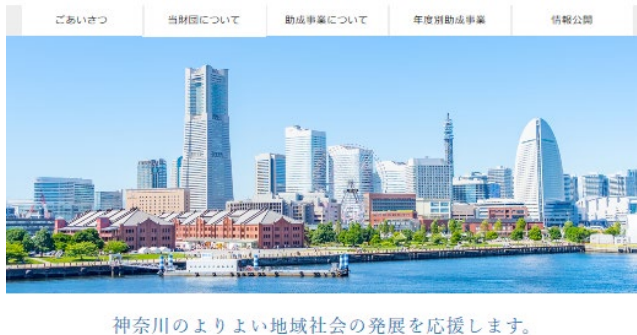 ごあいさつ
当財団について
助成事業について
年度別助成事業
情報公開
神奈川のよりよい地域社会の発展を応援します。